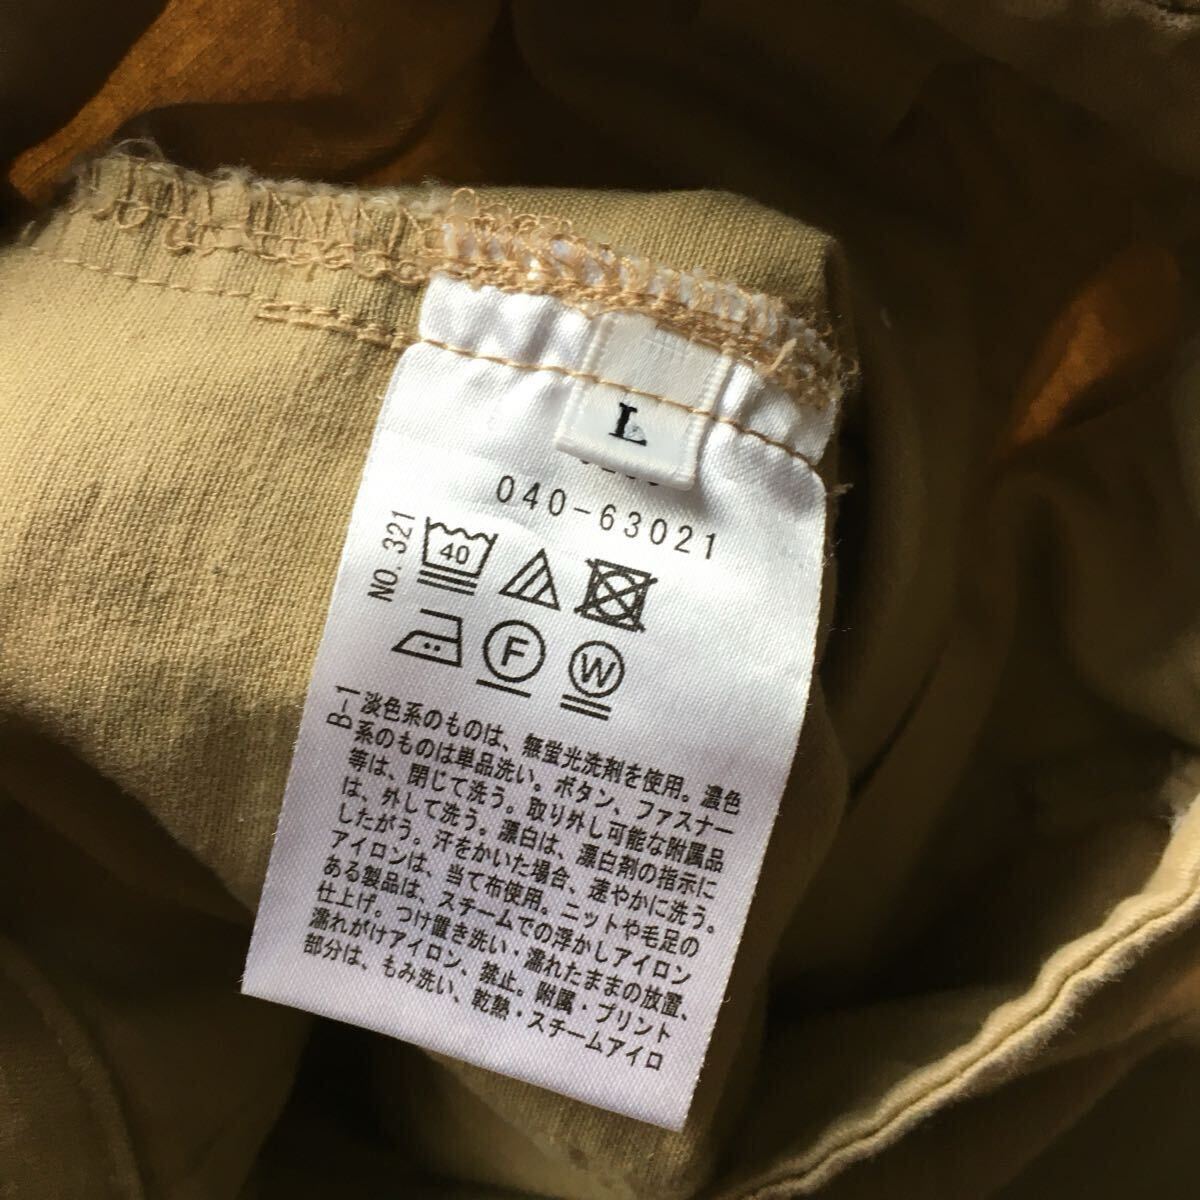 L
040-63021
NO. 321
40
F
W
B-1
淡色系のものは、無蛍光洗剤を使用。濃色
系のものは単品洗い。ボタン、ファスナー
等は、閉じて洗う。取り外し可能な附属品
は、外して洗う。漂白は、漂白剤の指示に
したがう。汗をかいた場合、速やかに洗う。
アイロンは、当て布使用。ニットや毛足の
ある製品は、スチームでの浮かしアイロン
仕上げ。つけ置き洗い・濡れたままの放置、
濡れがけアイロン、禁止。附属・プリント
部分は、もみ洗い、乾熱・スチームアイロ